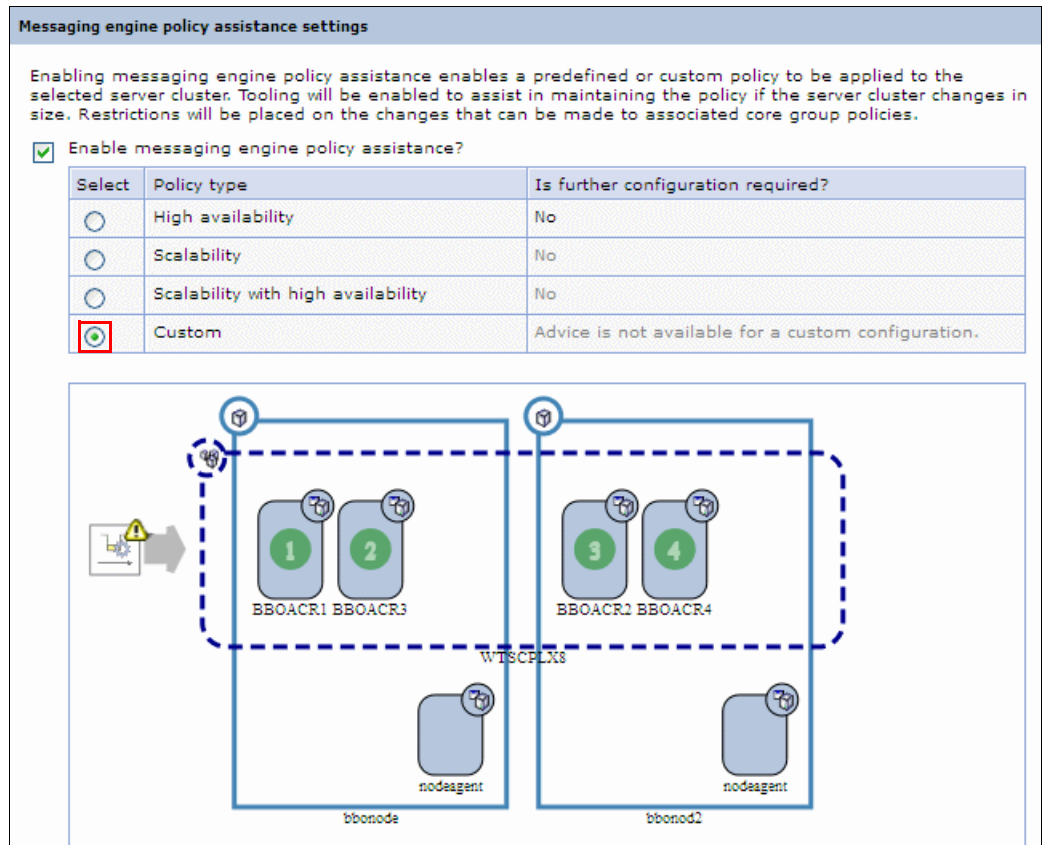 Messaging engine policy assistance settings
Enabling messaging engine policy assistance enables a predefined or custom policy to be applied to the
selected server cluster. Tooling will be enabled to assist in maintaining the policy if the server cluster changes in
size. Restrictions will be placed on the changes that can be made to associated core group policies.
Enable messaging engine policy assistance?
Select Policy type Is further configuration required?
High availability No
Scalability No
Scalability with high availability No
Custom Advice is not available for a custom configuration.
1 2 3 4
BBOACR1 BBOACR3 BBOACR2 BBOACR4
WTSCPLX8
nodeagent nodeagent
bbonode bbonod2